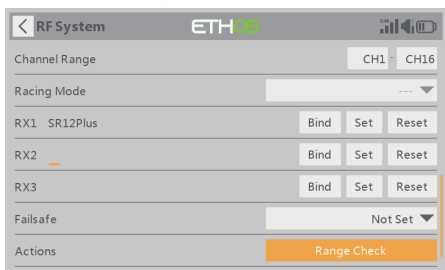 RF System ETHOS
Channel Range CH1 - CH16
Racing Mode ---
RX1 SR12Plus Bind Set Reset
RX2 Bind Set Reset
RX3 Bind Set Reset
Failsafe Not Set
Actions Range Check